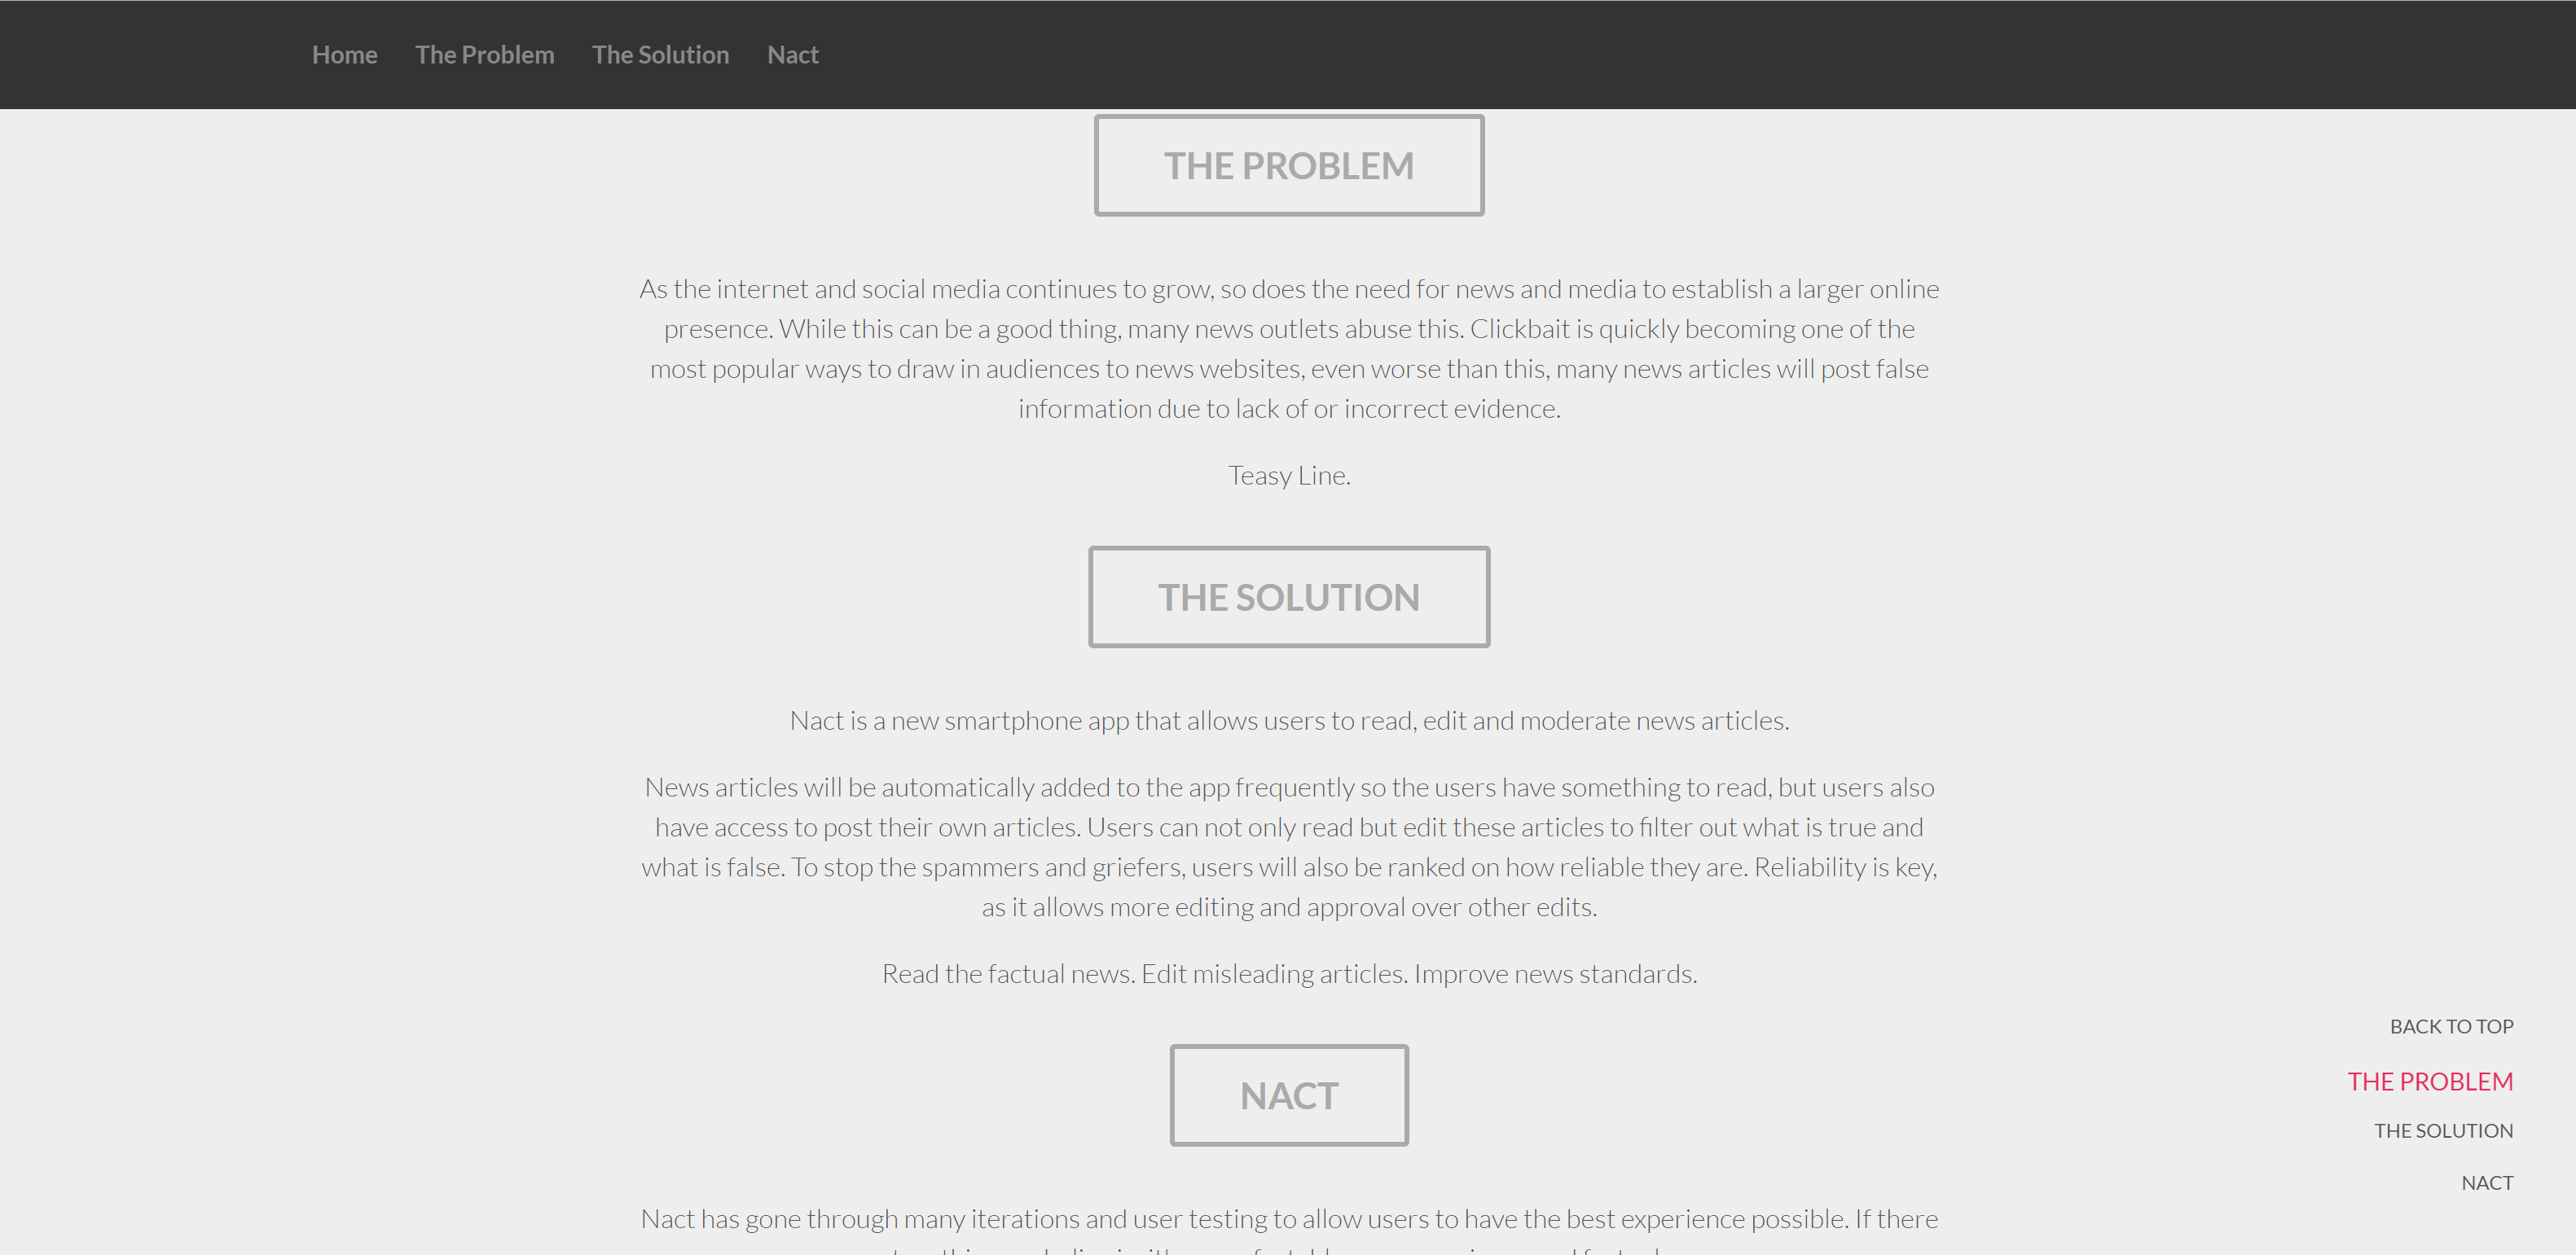 Home The Problem The Solution Nact
THE PROBLEM
As the internet and social media continues to grow, so does the need for news and media to establish a larger online
presence. While this can be a good thing, many news outlets abuse this. Clickbait is quickly becoming one of the
most popular ways to draw in audiences to news websites, even worse than this, many news articles will post false
information due to lack of or incorrect evidence.
Teasy Line.
THE SOLUTION
Nact is a new smartphone app that allows users to read, edit and moderate news articles.
News articles will be automatically added to the app frequently so the users have something to read, but users also
have access to post their own articles. Users can not only read but edit these articles to filter out what is true and
what is false. To stop the spammers and griefers, users will also be ranked on how reliable they are. Reliability is key,
as it allows more editing and approval over other edits.
Read the factual news. Edit misleading articles. Improve news standards.
NACT
Nact has gone through many iterations and user testing to allow users to have the best experience possible. If there
BACK TO TOP
THE PROBLEM
THE SOLUTION
NACT